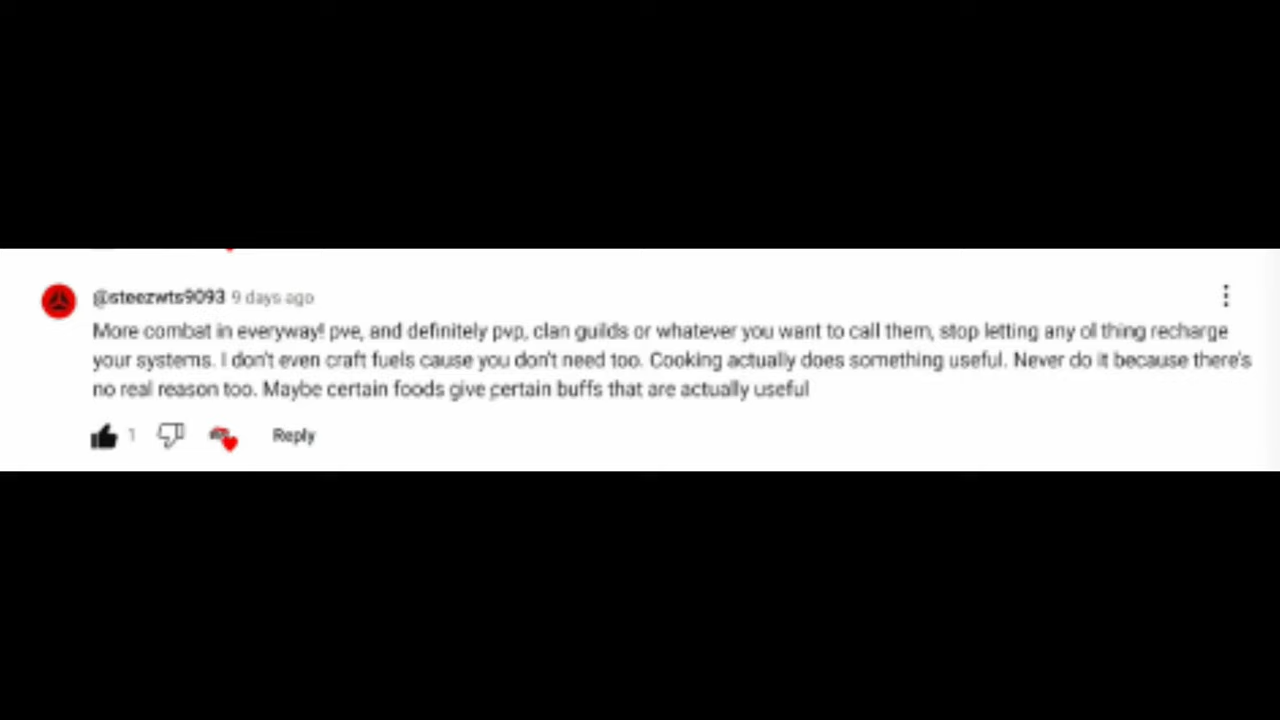 @steezwts9093 9 days ago
More combat in everyway! pve, and definitely pvp, clan guilds or whatever you want to call them, stop letting any ol thing recharge
your systems. I don't even craft fuels cause you don't need too. Cooking actually does something useful. Never do it because there's
no real reason too. Maybe certain foods give certain buffs that are actually useful
1 Reply